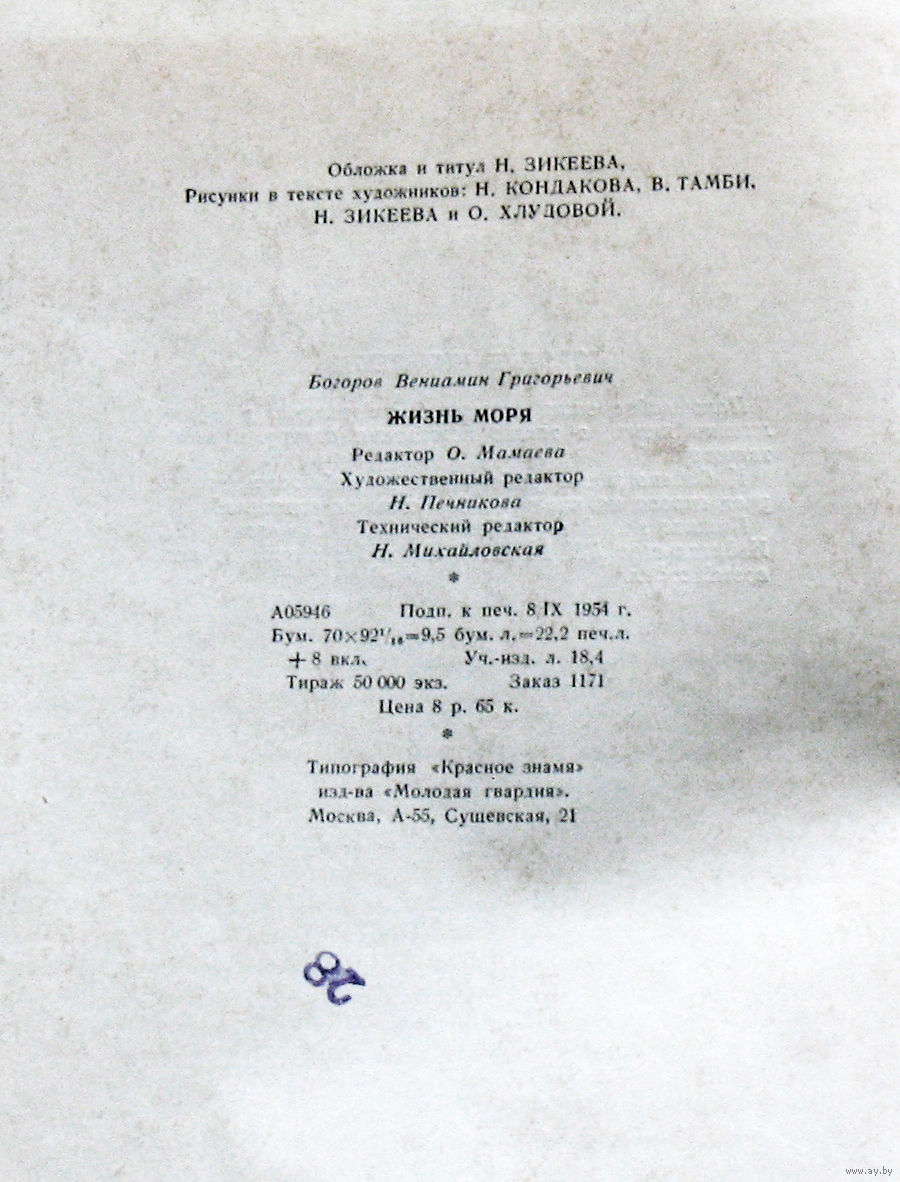 Обложка и титул Н. ЗИКЕЕВА.
Рисунки в тексте художников: Н. КОНДАКОВА, В. ТАМБИ,
Н. ЗИКЕЕВА и О. ХЛУДОВОЙ.
Богоров Вениамин Григорьевич
ЖИЗНЬ МОРЯ
Редактор О. Мамаева
Художественный редактор
Н. Печникова
Технический редактор
Н. Михайловская
*
А05946 Подп. к печ. 8/IX 1954 г.
Бум. 70×92¹/₁₆=9,5 бум. л.=22,2 печ.л.
+ 8 вкл. Уч.-изд. л. 18,4
Тираж 50 000 экз. Заказ 1171
Цена 8 р. 65 к.
*
Типография «Красное знамя»
изд-ва «Молодая гвардия».
Москва, А-55, Сущевская, 21
28
www.ay.by